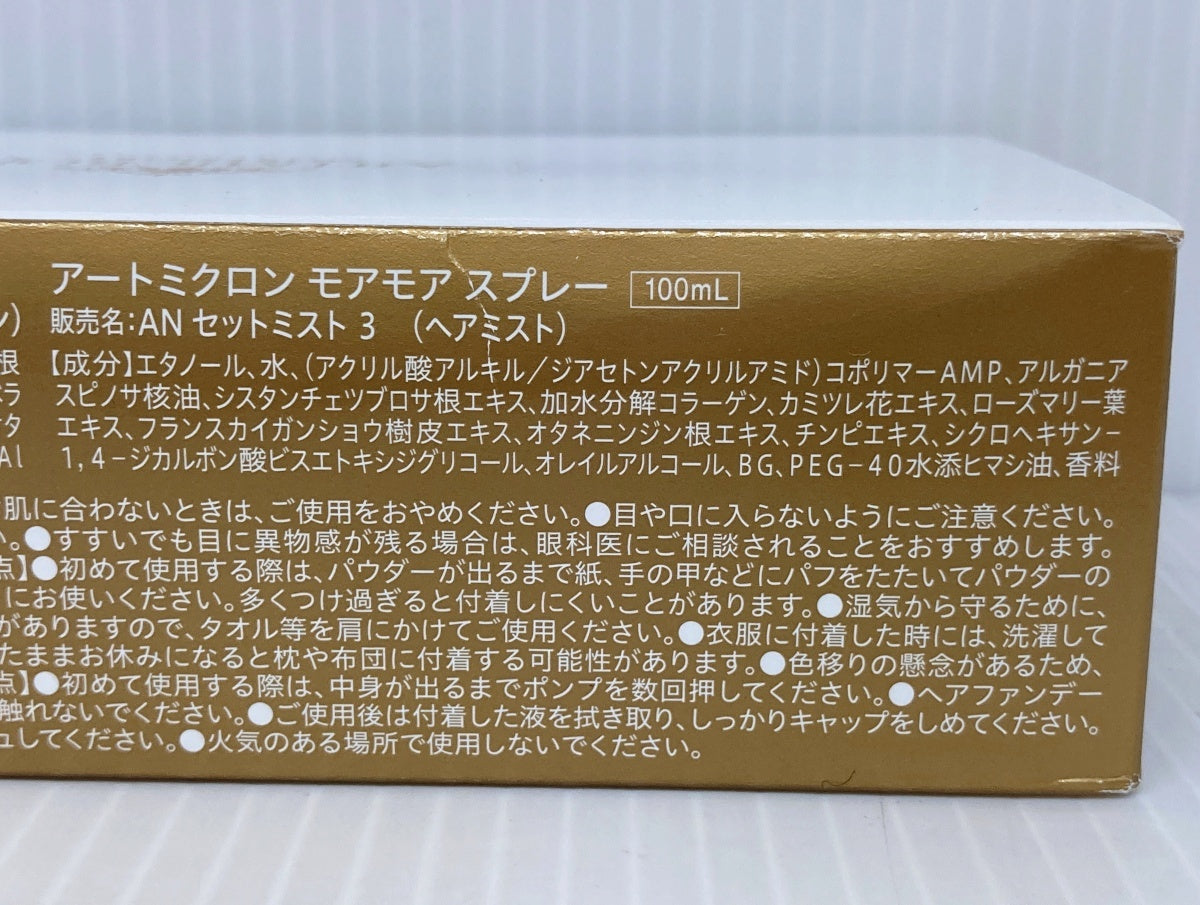 アートミクロン モアモア スプレー 100mL
ン) 販売名:AN セットミスト 3 (ヘアミスト)
根 【成分】エタノール、水、(アクリル酸アルキル/ジアセトンアクリルアミド)コポリマーAMP、アルガニア
ベラ スピノサ核油、シスタンチェツブロサ根エキス、加水分解コラーゲン、カミツレ花エキス、ローズマリー葉
タ エキス、フランスカイガンショウ樹皮エキス、オタネニンジン根エキス、チンピエキス、シクロヘキサン-
Al 1,4-ジカルボン酸ビスエトキシジグリコール、オレイルアルコール、BG、PEG-40水添ヒマシ油、香料
肌に合わないときは、ご使用をおやめください。●目や口に入らないようにご注意ください。
い。●すすいでも目に異物感が残る場合は、眼科医にご相談されることをおすすめします。
点】●初めて使用する際は、パウダーが出るまで紙、手の甲などにパフをたたいてパウダーの
にお使いください。多くつけ過ぎると付着しにくいことがあります。●湿気から守るために、
がありますので、タオル等を肩にかけてご使用ください。●衣服に付着した時には、洗濯して
たままお休みになると枕や布団に付着する可能性があります。●色移りの懸念があるため、
点】●初めて使用する際は、中身が出るまでポンプを数回押してください。●ヘアファンデー
触れないでください。●ご使用後は付着した液を拭き取り、しっかりキャップをしめてください。
ュしてください。●火気のある場所で使用しないでください。